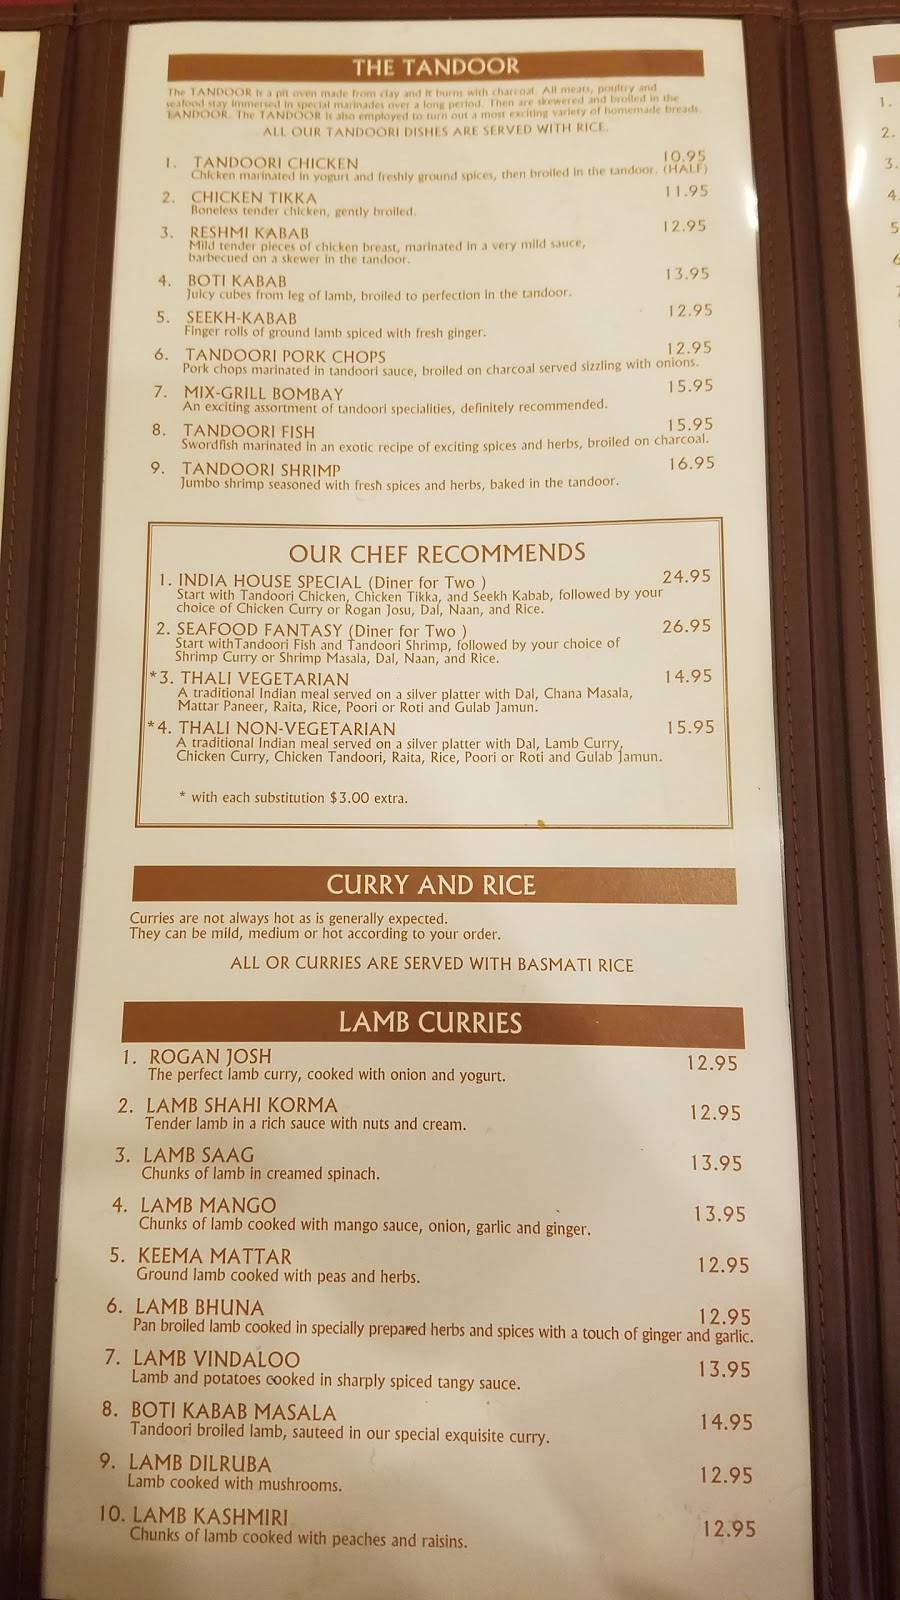 THE TANDOOR
The TANDOOR is a pit oven made from clay and it burns with charcoal. All meats, poultry and
seafood stay immersed in special marinades over a long period. Then are skewered and broiled in the
TANDOOR. The TANDOOR is also employed to turn out a most exciting variety of homemade breads.
ALL OUR TANDOORI DISHES ARE SERVED WITH RICE.
1. TANDOORI CHICKEN 10.95
Chicken marinated in yogurt and freshly ground spices, then broiled in the tandoor. (HALF)
2. CHICKEN TIKKA 11.95
Boneless tender chicken, gently broiled.
3. RESHMI KABAB 12.95
Mild tender pieces of chicken breast, marinated in a very mild sauce,
barbecued on a skewer in the tandoor.
4. BOTI KABAB 13.95
Juicy cubes from leg of lamb, broiled to perfection in the tandoor.
5. SEEKH-KABAB 12.95
Finger rolls of ground lamb spiced with fresh ginger.
6. TANDOORI PORK CHOPS 12.95
Pork chops marinated in tandoori sauce, broiled on charcoal served sizzling with onions.
7. MIX-GRILL BOMBAY 15.95
An exciting assortment of tandoori specialities, definitely recommended.
8. TANDOORI FISH 15.95
Swordfish marinated in an exotic recipe of exciting spices and herbs, broiled on charcoal.
9. TANDOORI SHRIMP 16.95
Jumbo shrimp seasoned with fresh spices and herbs, baked in the tandoor.
OUR CHEF RECOMMENDS
1. INDIA HOUSE SPECIAL (Diner for Two ) 24.95
Start with Tandoori Chicken, Chicken Tikka, and Seekh Kabab, followed by your
choice of Chicken Curry or Rogan Josu, Dal, Naan, and Rice.
2. SEAFOOD FANTASY (Diner for Two ) 26.95
Start withTandoori Fish and Tandoori Shrimp, followed by your choice of
Shrimp Curry or Shrimp Masala, Dal, Naan, and Rice.
*3. THALI VEGETARIAN 14.95
A traditional Indian meal served on a silver platter with Dal, Chana Masala,
Mattar Paneer, Raita, Rice, Poori or Roti and Gulab Jamun.
*4. THALI NON-VEGETARIAN 15.95
A traditional Indian meal served on a silver platter with Dal, Lamb Curry,
Chicken Curry, Chicken Tandoori, Raita, Rice, Poori or Roti and Gulab Jamun.
* with each substitution $3.00 extra.
CURRY AND RICE
Curries are not always hot as is generally expected.
They can be mild, medium or hot according to your order.
ALL OR CURRIES ARE SERVED WITH BASMATI RICE
LAMB CURRIES
1. ROGAN JOSH 12.95
The perfect lamb curry, cooked with onion and yogurt.
2. LAMB SHAHI KORMA 12.95
Tender lamb in a rich sauce with nuts and cream.
3. LAMB SAAG 13.95
Chunks of lamb in creamed spinach.
4. LAMB MANGO 13.95
Chunks of lamb cooked with mango sauce, onion, garlic and ginger.
5. KEEMA MATTAR 12.95
Ground lamb cooked with peas and herbs.
6. LAMB BHUNA 12.95
Pan broiled lamb cooked in specially prepared herbs and spices with a touch of ginger and garlic.
7. LAMB VINDALOO 13.95
Lamb and potatoes cooked in sharply spiced tangy sauce.
8. BOTI KABAB MASALA 14.95
Tandoori broiled lamb, sauteed in our special exquisite curry.
9. LAMB DILRUBA 12.95
Lamb cooked with mushrooms.
10. LAMB KASHMIRI 12.95
Chunks of lamb cooked with peaches and raisins.
1.
2.
3.
4.
5
6